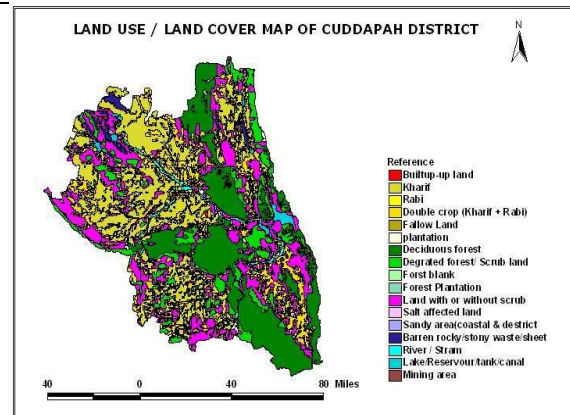 LAND USE / LAND COVER MAP OF CUDDAPAH DISTRICT
N
Reference
Builtup-up land
Kharif
Rabi
Double crop (Kharif + Rabi)
Fallow Land
plantation
Deciduous forest
Degrated forest/ Scrub land
Forst blank
Forest Plantation
Land with or without scrub
Salt affected land
Sandy area(coastal & destrict
Barren rocky/stony waste/sheet
River / Stram
Lake/Reservour/tank/canal
Mining area
40 0 40 80 Miles